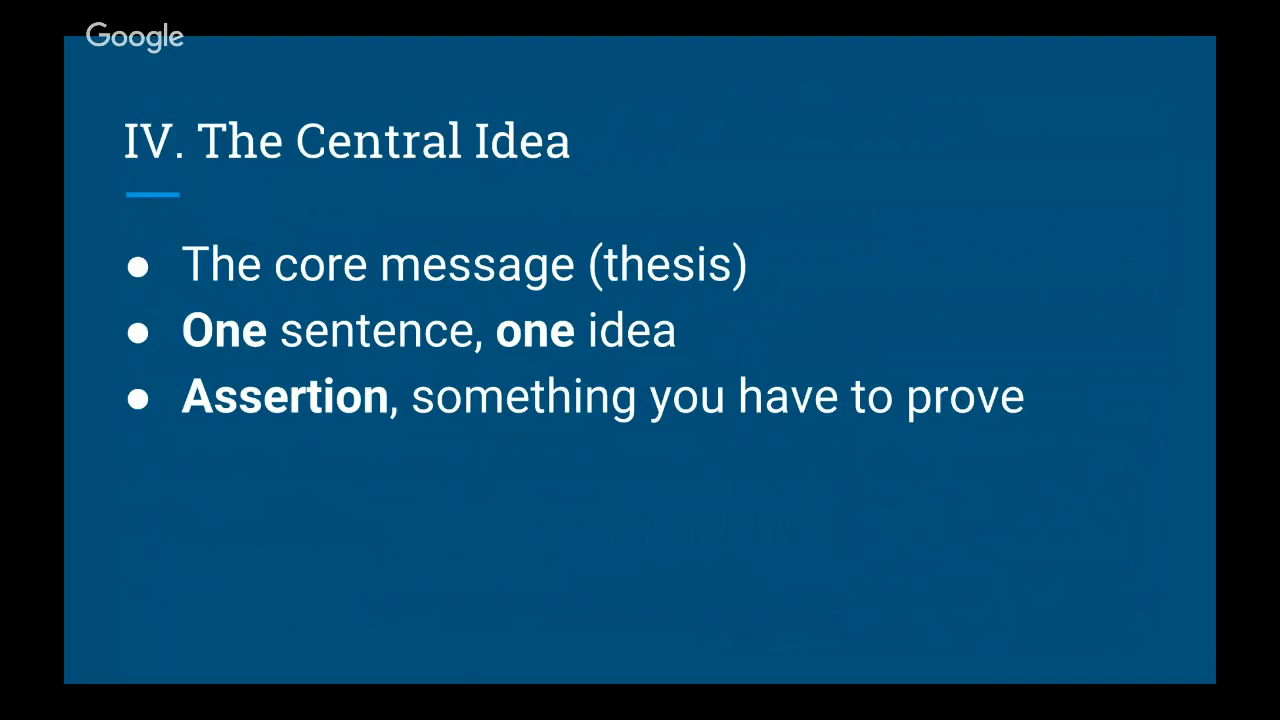 Google
IV. The Central Idea
● The core message (thesis)
● One sentence, one idea
● Assertion, something you have to prove